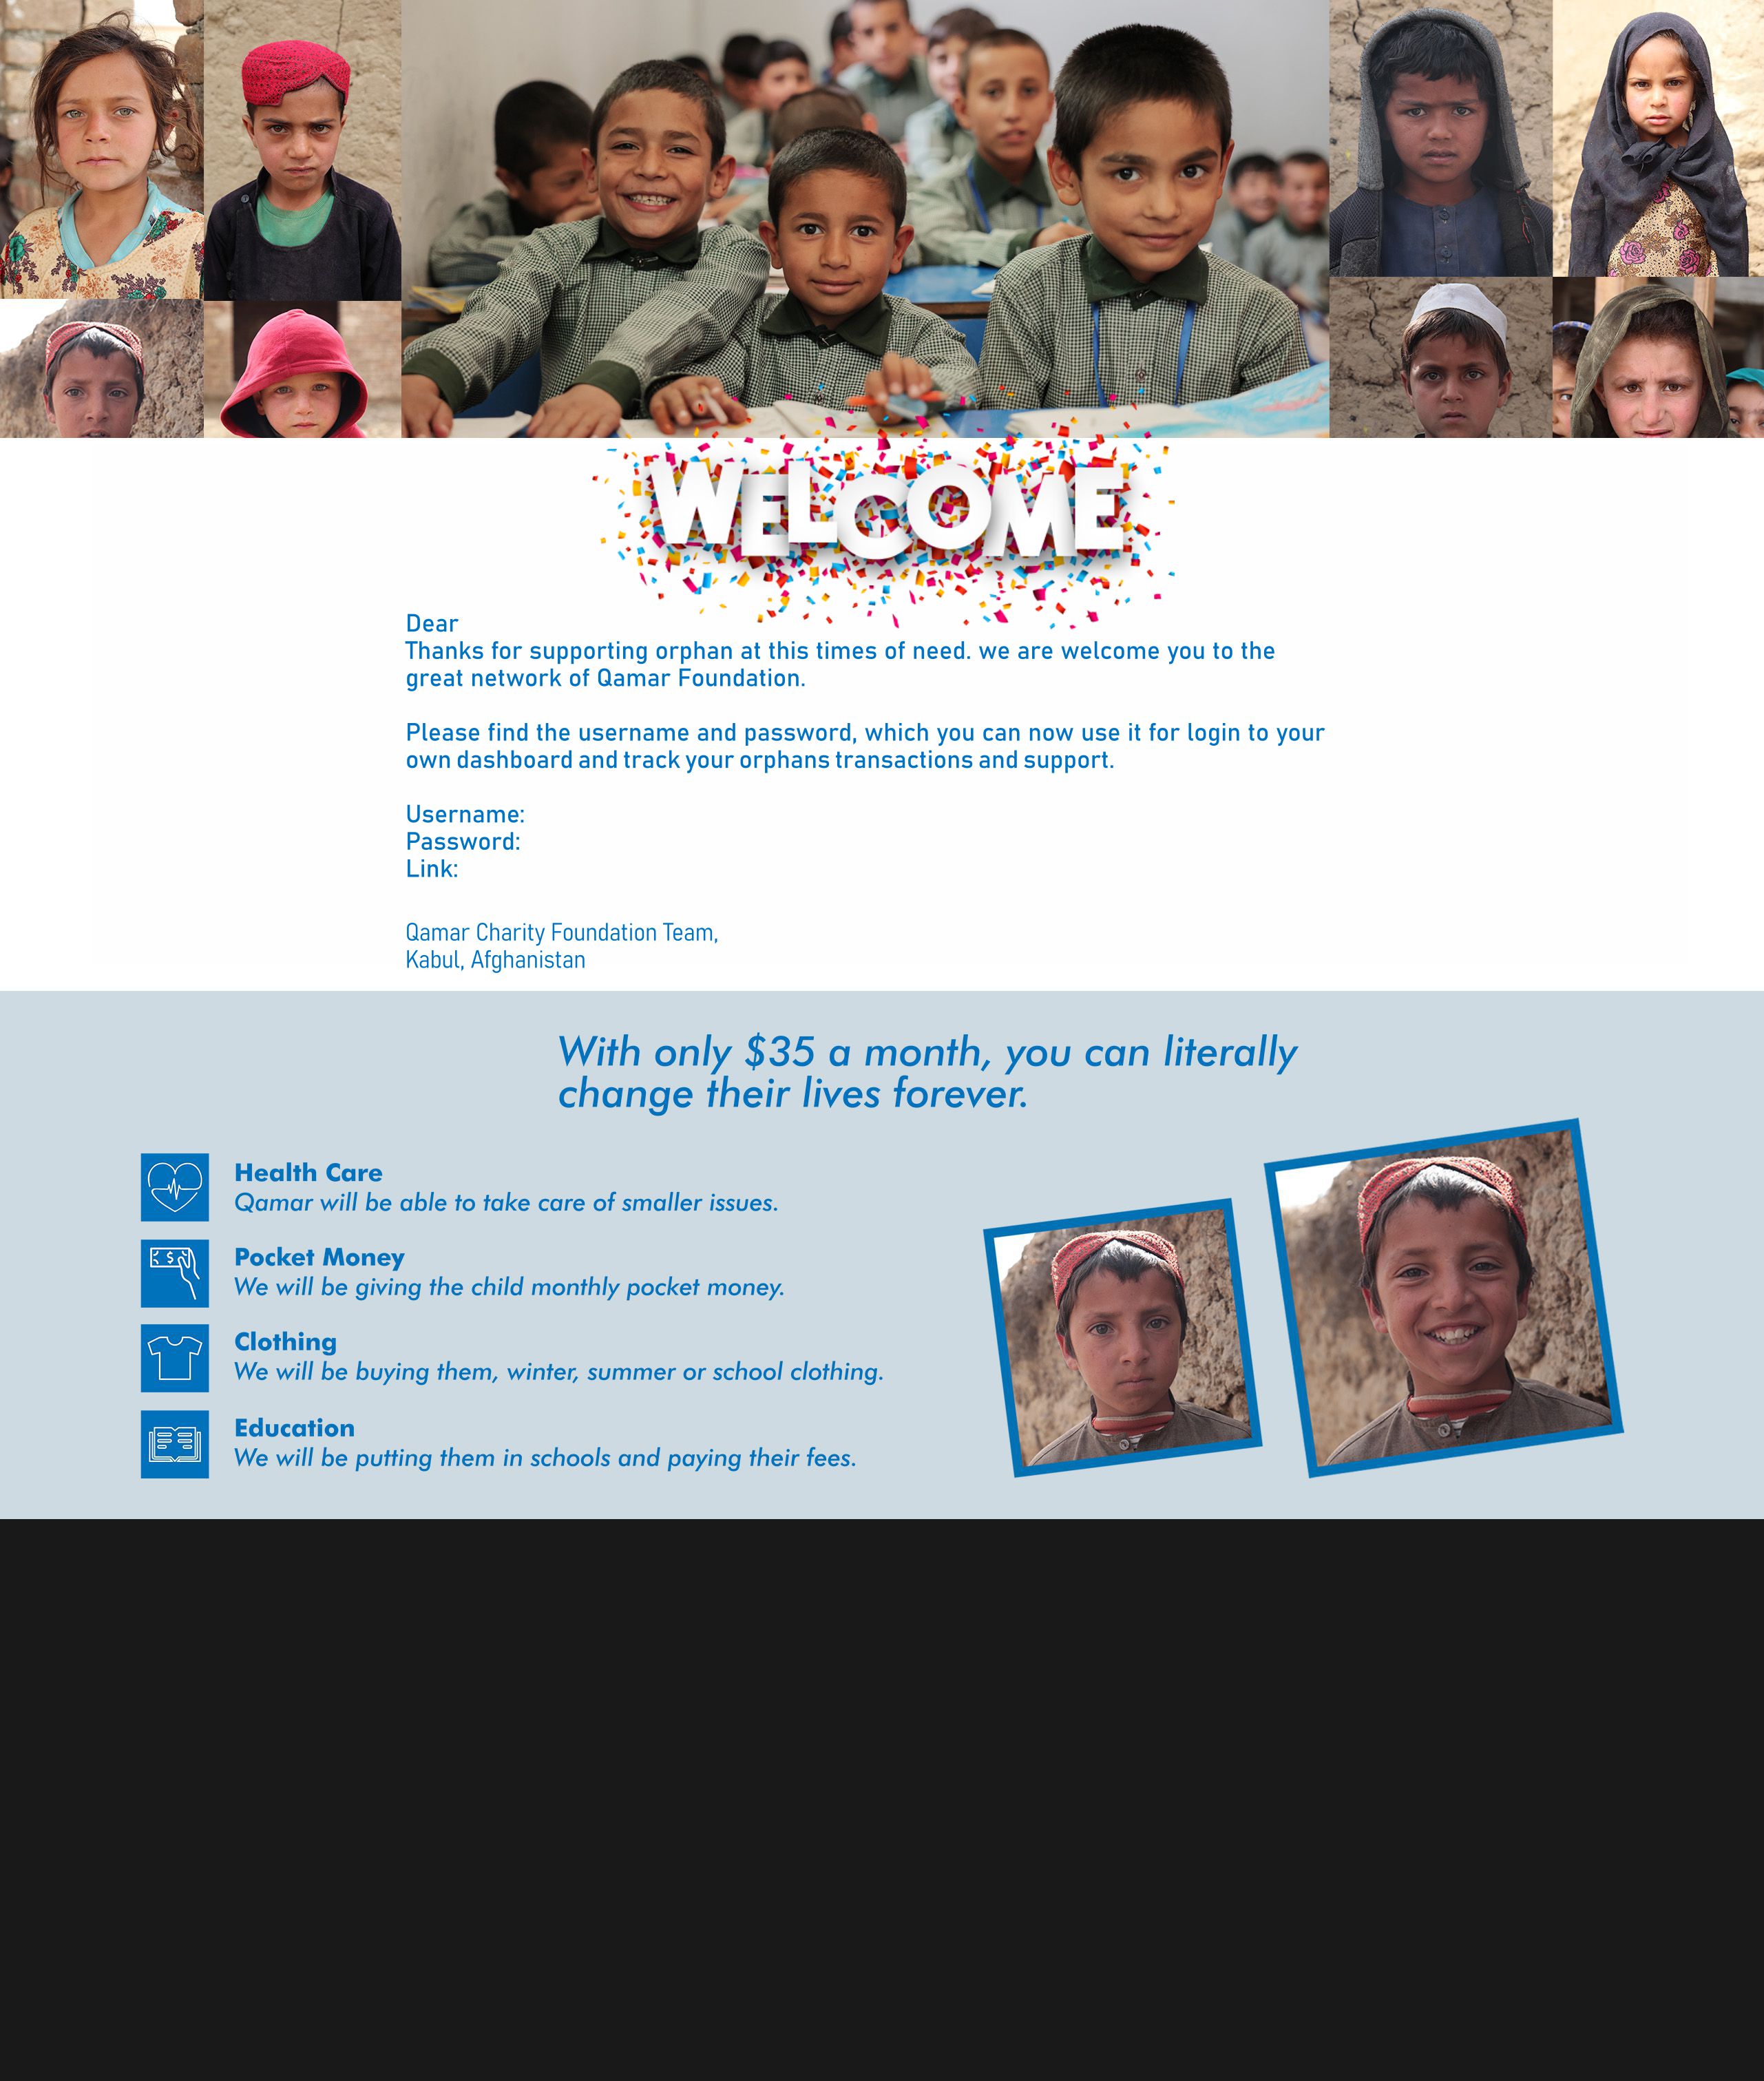 WELCOME
Dear
Thanks for supporting orphan at this times of need. we are welcome you to the
great network of Qamar Foundation.
Please find the username and password, which you can now use it for login to your
own dashboard and track your orphans transactions and support.
Username:
Password:
Link:
Qamar Charity Foundation Team,
Kabul, Afghanistan
With only $35 a month, you can literally
change their lives forever.
Health Care
Qamar will be able to take care of smaller issues.
Pocket Money
We will be giving the child monthly pocket money.
Clothing
We will be buying them, winter, summer or school clothing.
Education
We will be putting them in schools and paying their fees.